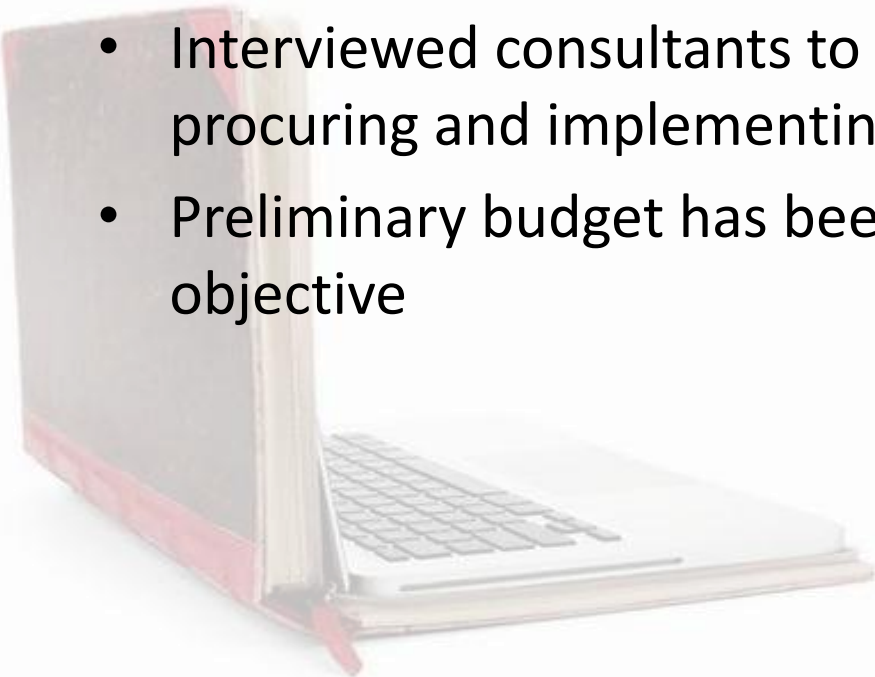 • Interviewed consultants to
procuring and implementin
• Preliminary budget has bee
objective